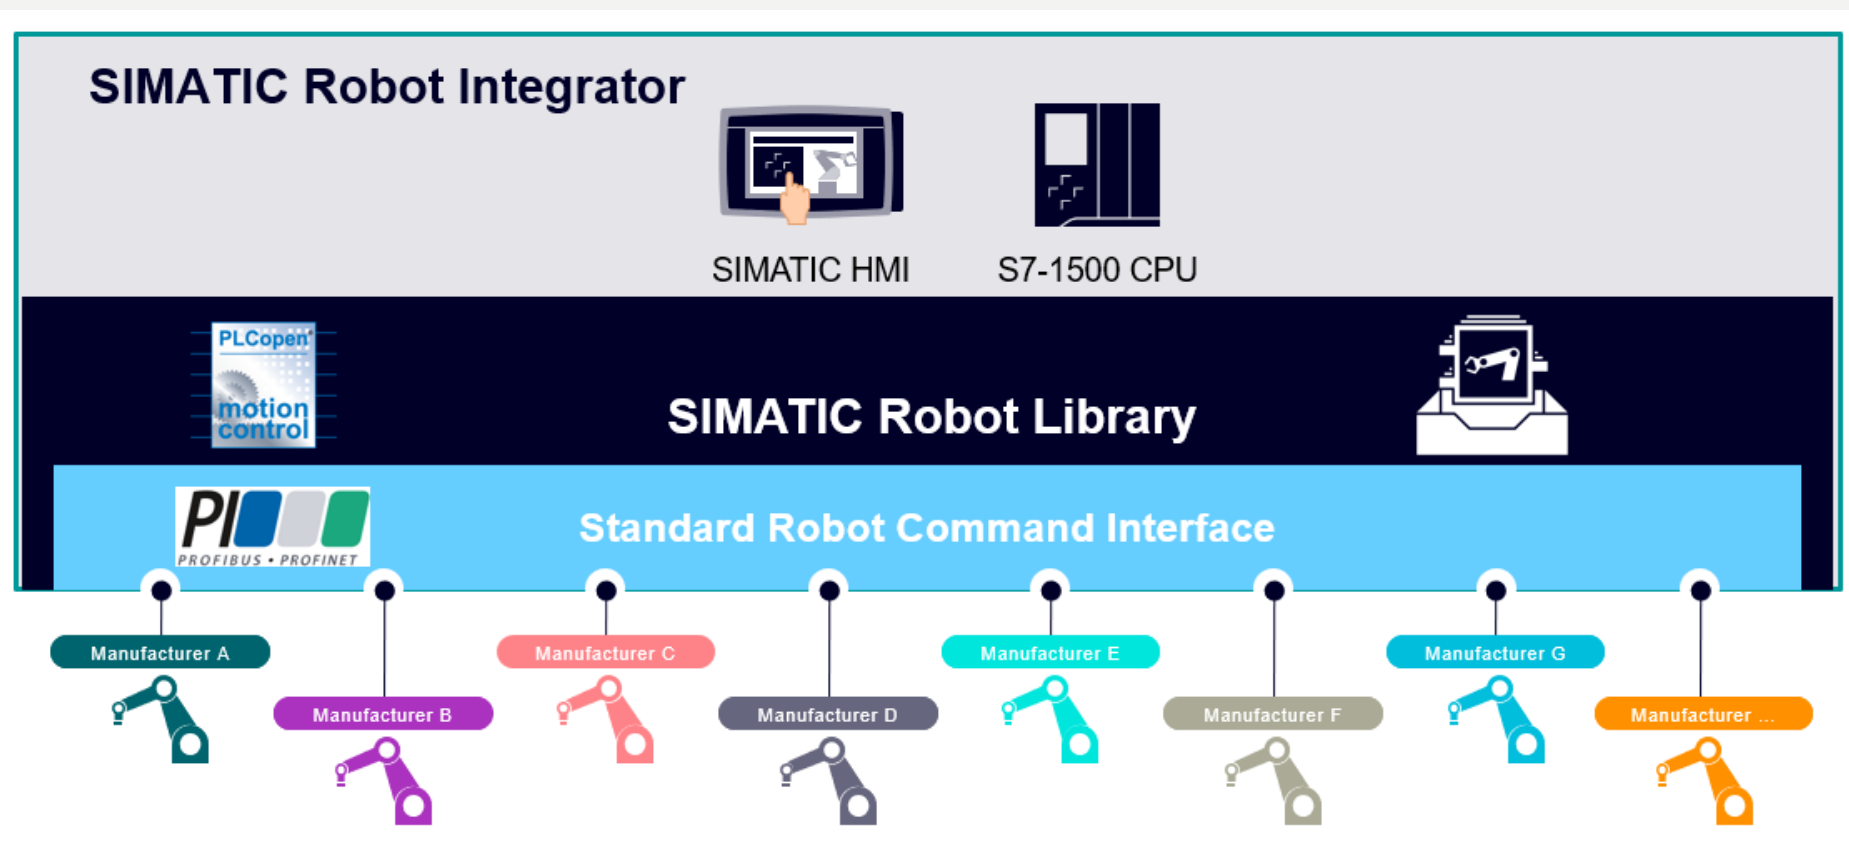 SIMATIC Robot Integrator
SIMATIC HMI
S7-1500 CPU
PLCopen
motion
control
SIMATIC Robot Library
PI
PROFIBUS • PROFINET
Standard Robot Command Interface
Manufacturer A
Manufacturer B
Manufacturer C
Manufacturer D
Manufacturer E
Manufacturer F
Manufacturer G
Manufacturer ...